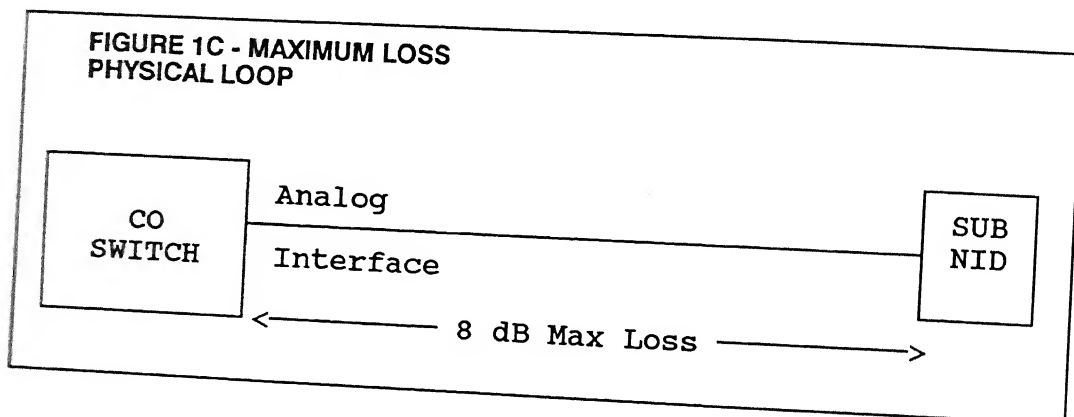 FIGURE 1C - MAXIMUM LOSS
PHYSICAL LOOP
CO
SWITCH
Analog
Interface
SUB
NID
8 dB Max Loss